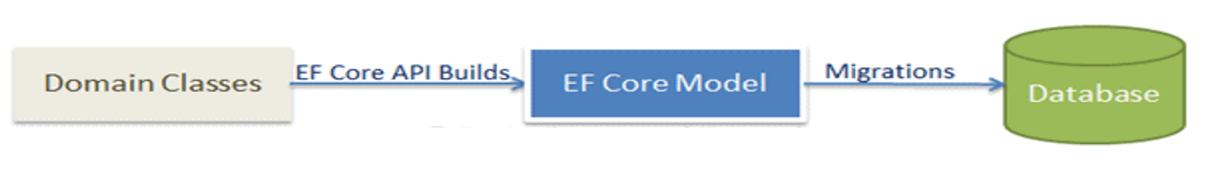 Domain Classes
EF Core API Builds
EF Core Model
Migrations
Database